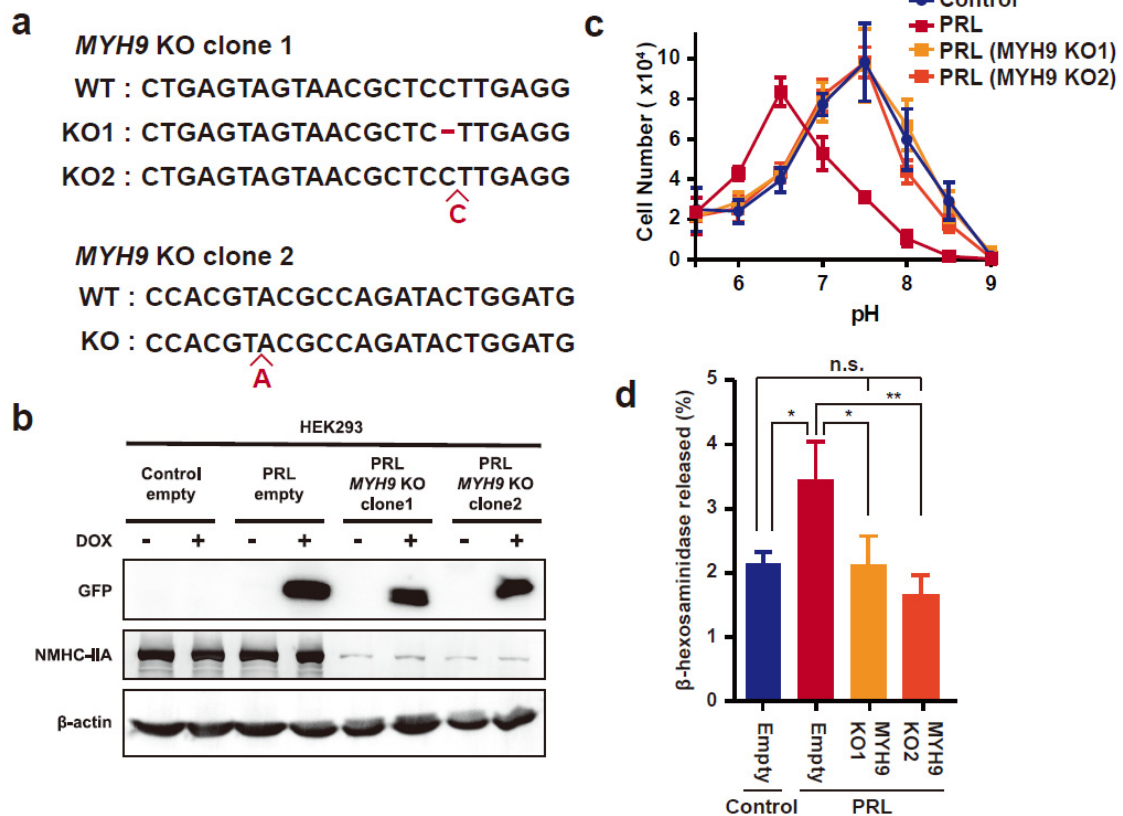 a
MYH9 KO clone 1
WT : CTGAGTAGTAACGCTCCTTGAGG
KO1 : CTGAGTAGTAACGCTC-TTGAGG
KO2 : CTGAGTAGTAACGCTCCTTGAGG
C
MYH9 KO clone 2
WT : CCACGTACGCCAGATACTGGATG
KO : CCACGTACGCCAGATACTGGATG
A
b
HEK293
Control
empty
PRL
empty
PRL
MYH9 KO
clone1
PRL
MYH9 KO
clone2
DOX - + - + - + - +
GFP
NMHC-IIA
β-actin
c
Control
PRL
PRL (MYH9 KO1)
PRL (MYH9 KO2)
Cell Number ( x10⁴)
10
8
6
4
2
0
6 7 8 9
pH
d
β-hexosaminidase released (%)
5
4
3
2
1
0
n.s.
**
* *
Empty
Empty
MYH9
KO1
MYH9
KO2
Control PRL